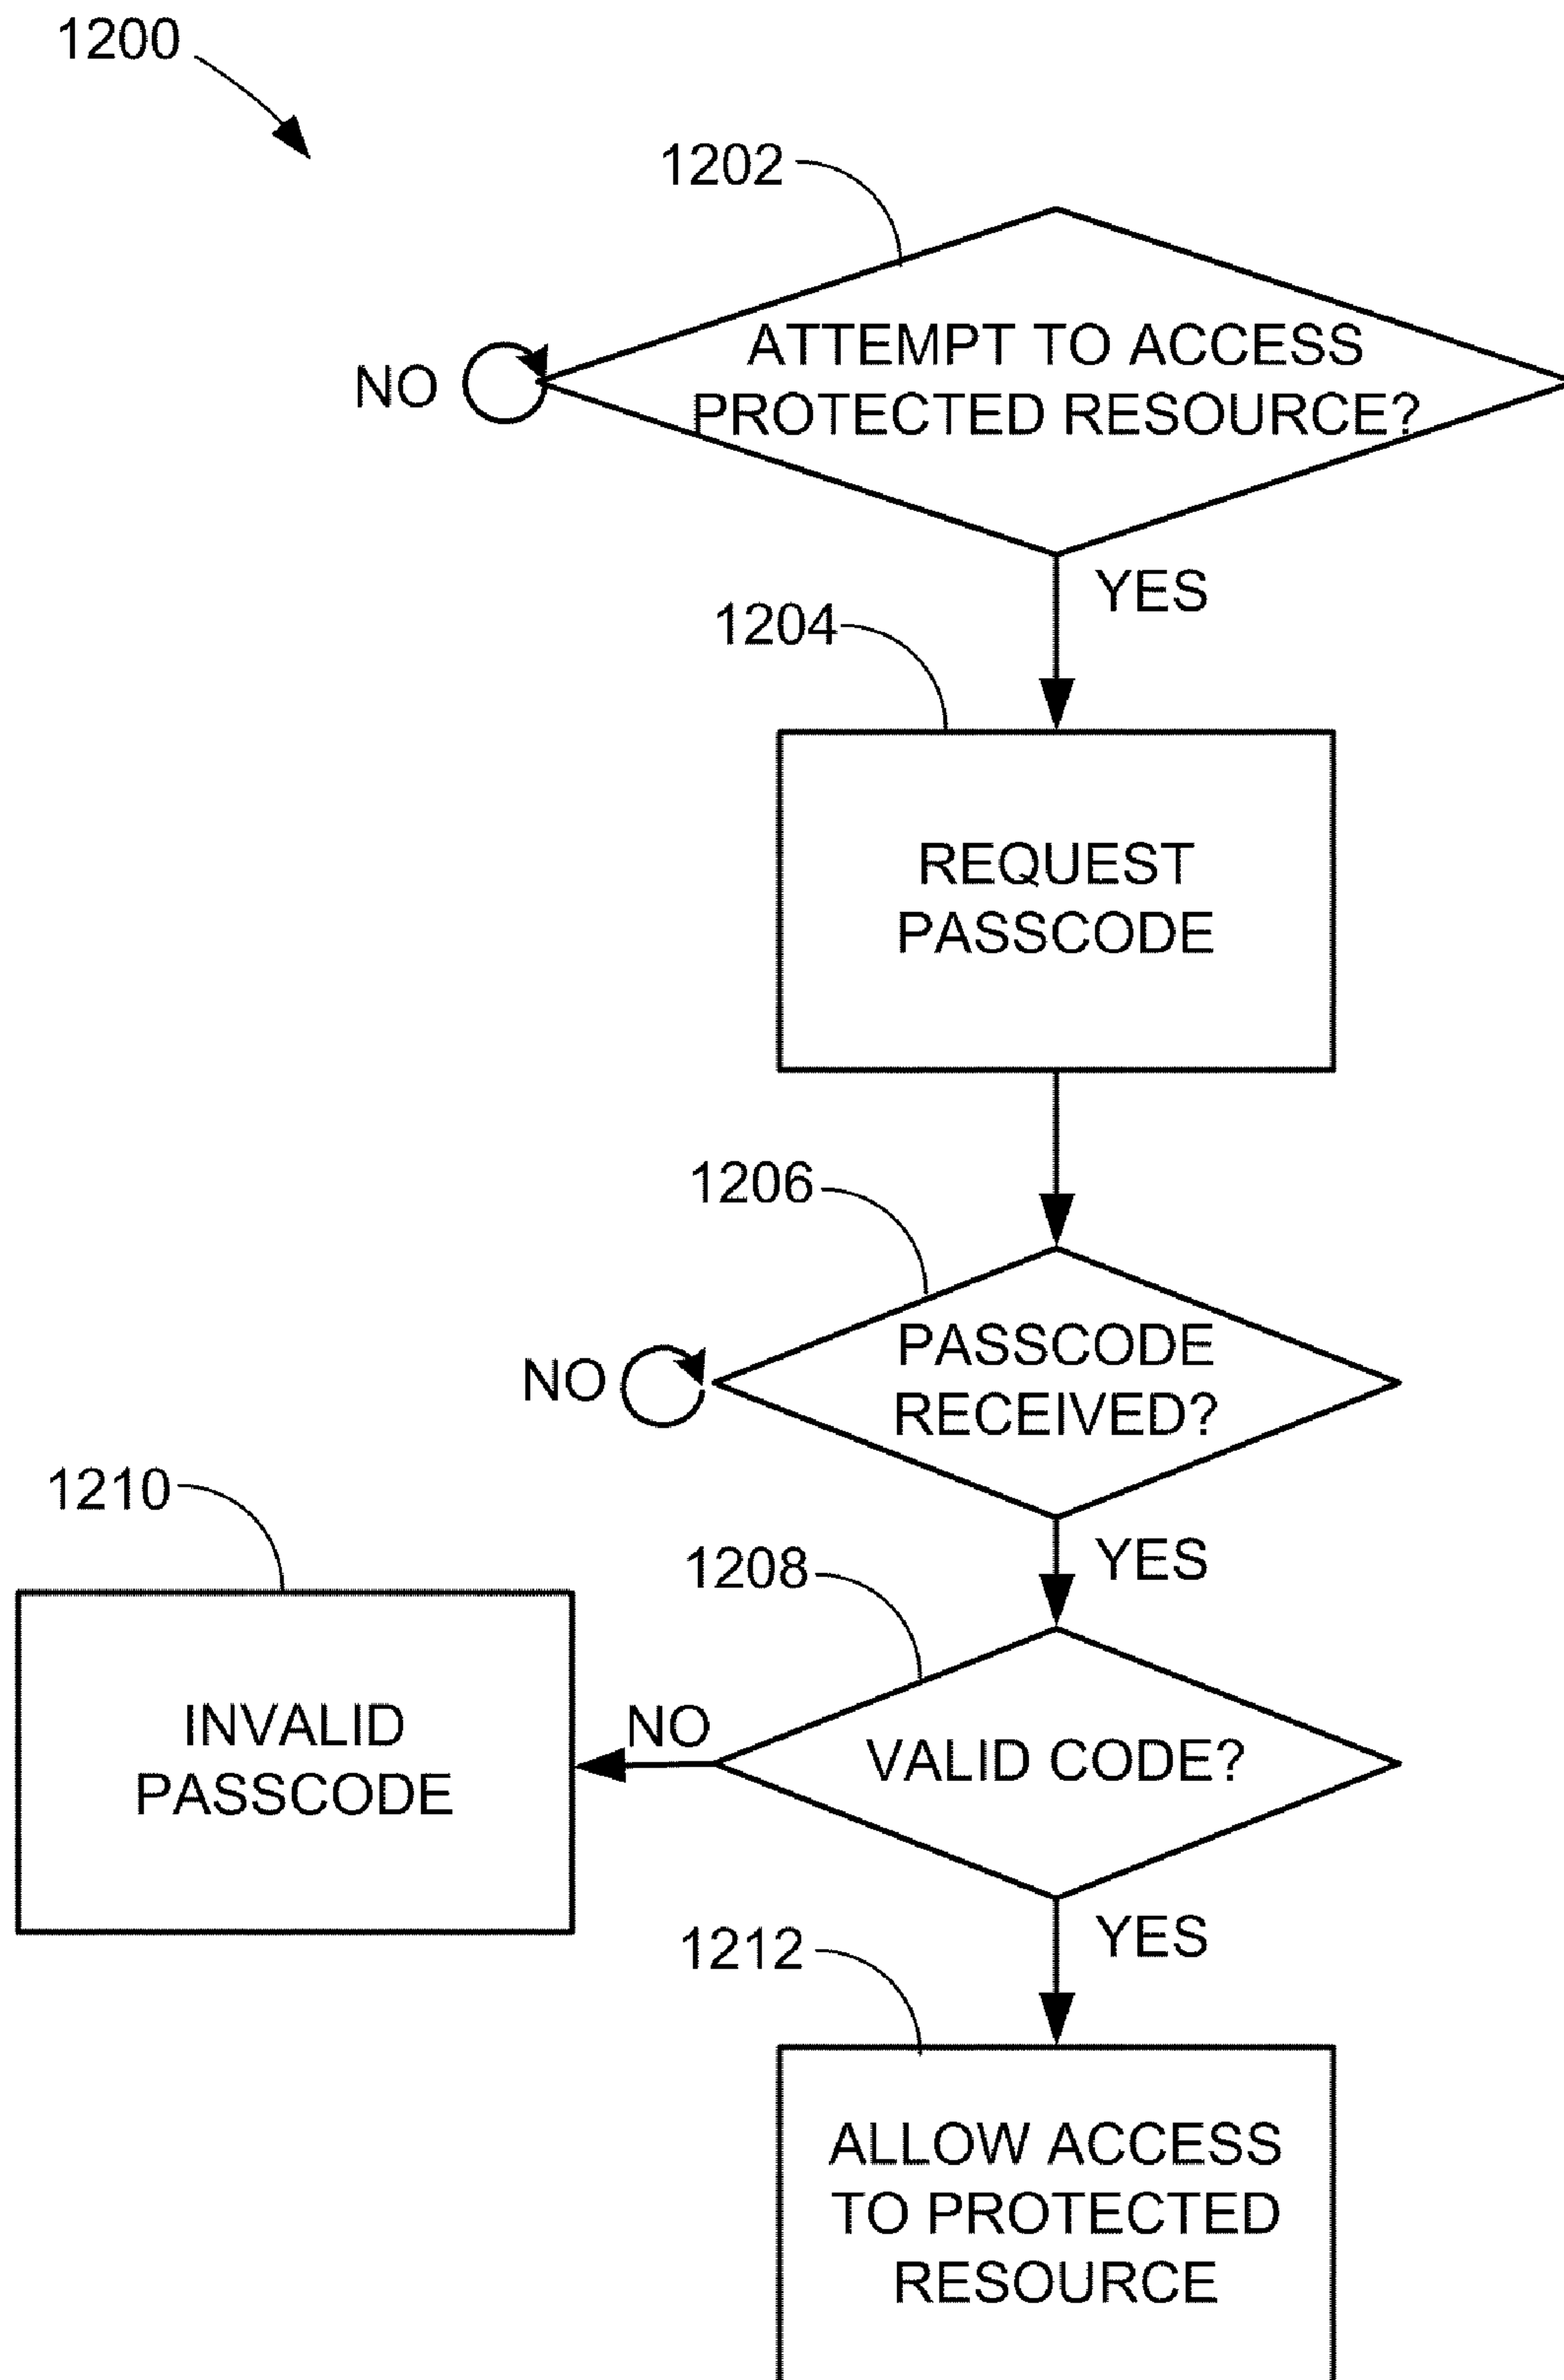 1200
1202
ATTEMPT TO ACCESS
PROTECTED RESOURCE?
NO
YES
1204
REQUEST
PASSCODE
1206
PASSCODE
RECEIVED?
NO
YES
1210
1208
INVALID
PASSCODE
NO
VALID CODE?
YES
1212
ALLOW ACCESS
TO PROTECTED
RESOURCE